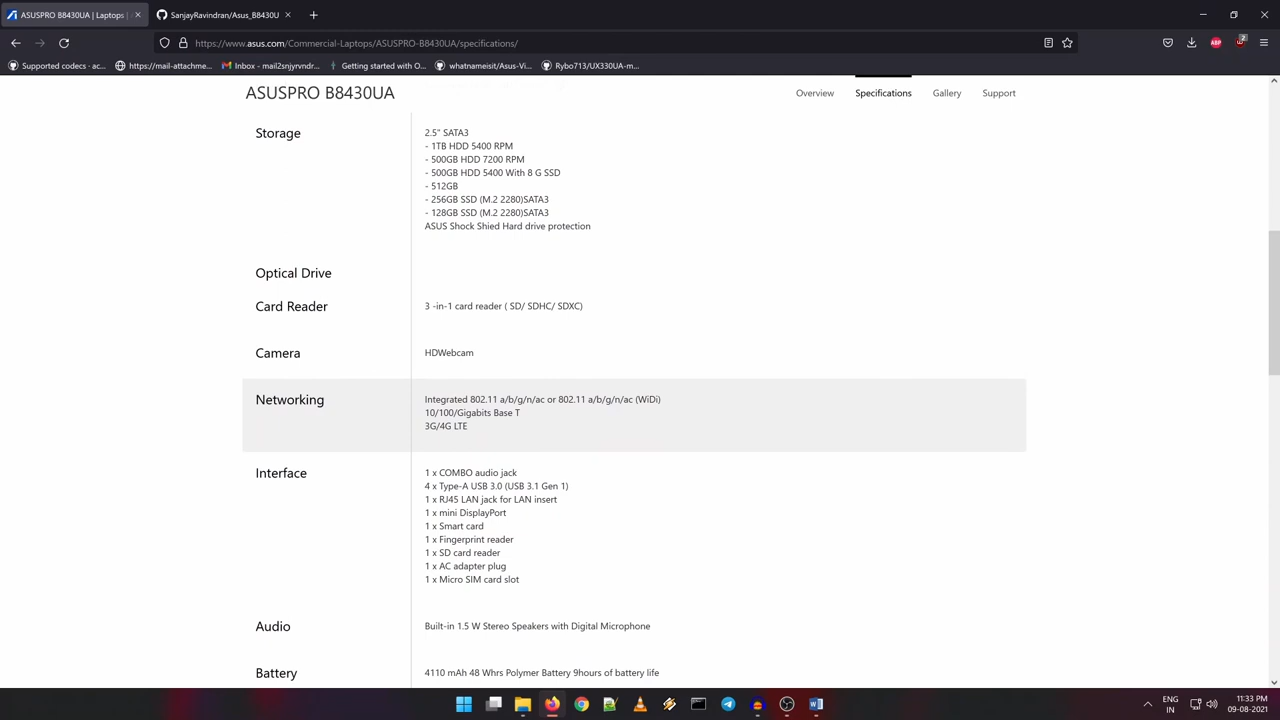 ASUSPRO B8430UA | Laptops |
SanjayRavindran/Asus_B8430U
https://www.asus.com/Commercial-Laptops/ASUSPRO-B8430UA/specifications/
ABP
2
Supported codecs · ac...
https://mail-attachme...
Inbox - mail2snjyrvndr...
Getting started with O...
whatnameisit/Asus-Vi...
Rybo713/UX330UA-m...
ASUSPRO B8430UA
Overview
Specifications
Gallery
Support
Storage
2.5" SATA3
- 1TB HDD 5400 RPM
- 500GB HDD 7200 RPM
- 500GB HDD 5400 With 8 G SSD
- 512GB
- 256GB SSD (M.2 2280)SATA3
- 128GB SSD (M.2 2280)SATA3
ASUS Shock Shied Hard drive protection
Optical Drive
Card Reader
3 -in-1 card reader ( SD/ SDHC/ SDXC)
Camera
HDWebcam
Networking
Integrated 802.11 a/b/g/n/ac or 802.11 a/b/g/n/ac (WiDi)
10/100/Gigabits Base T
3G/4G LTE
Interface
1 x COMBO audio jack
4 x Type-A USB 3.0 (USB 3.1 Gen 1)
1 x RJ45 LAN jack for LAN insert
1 x mini DisplayPort
1 x Smart card
1 x Fingerprint reader
1 x SD card reader
1 x AC adapter plug
1 x Micro SIM card slot
Audio
Built-in 1.5 W Stereo Speakers with Digital Microphone
Battery
4110 mAh 48 Whrs Polymer Battery 9hours of battery life
ENG
IN
11:33 PM
09-08-2021